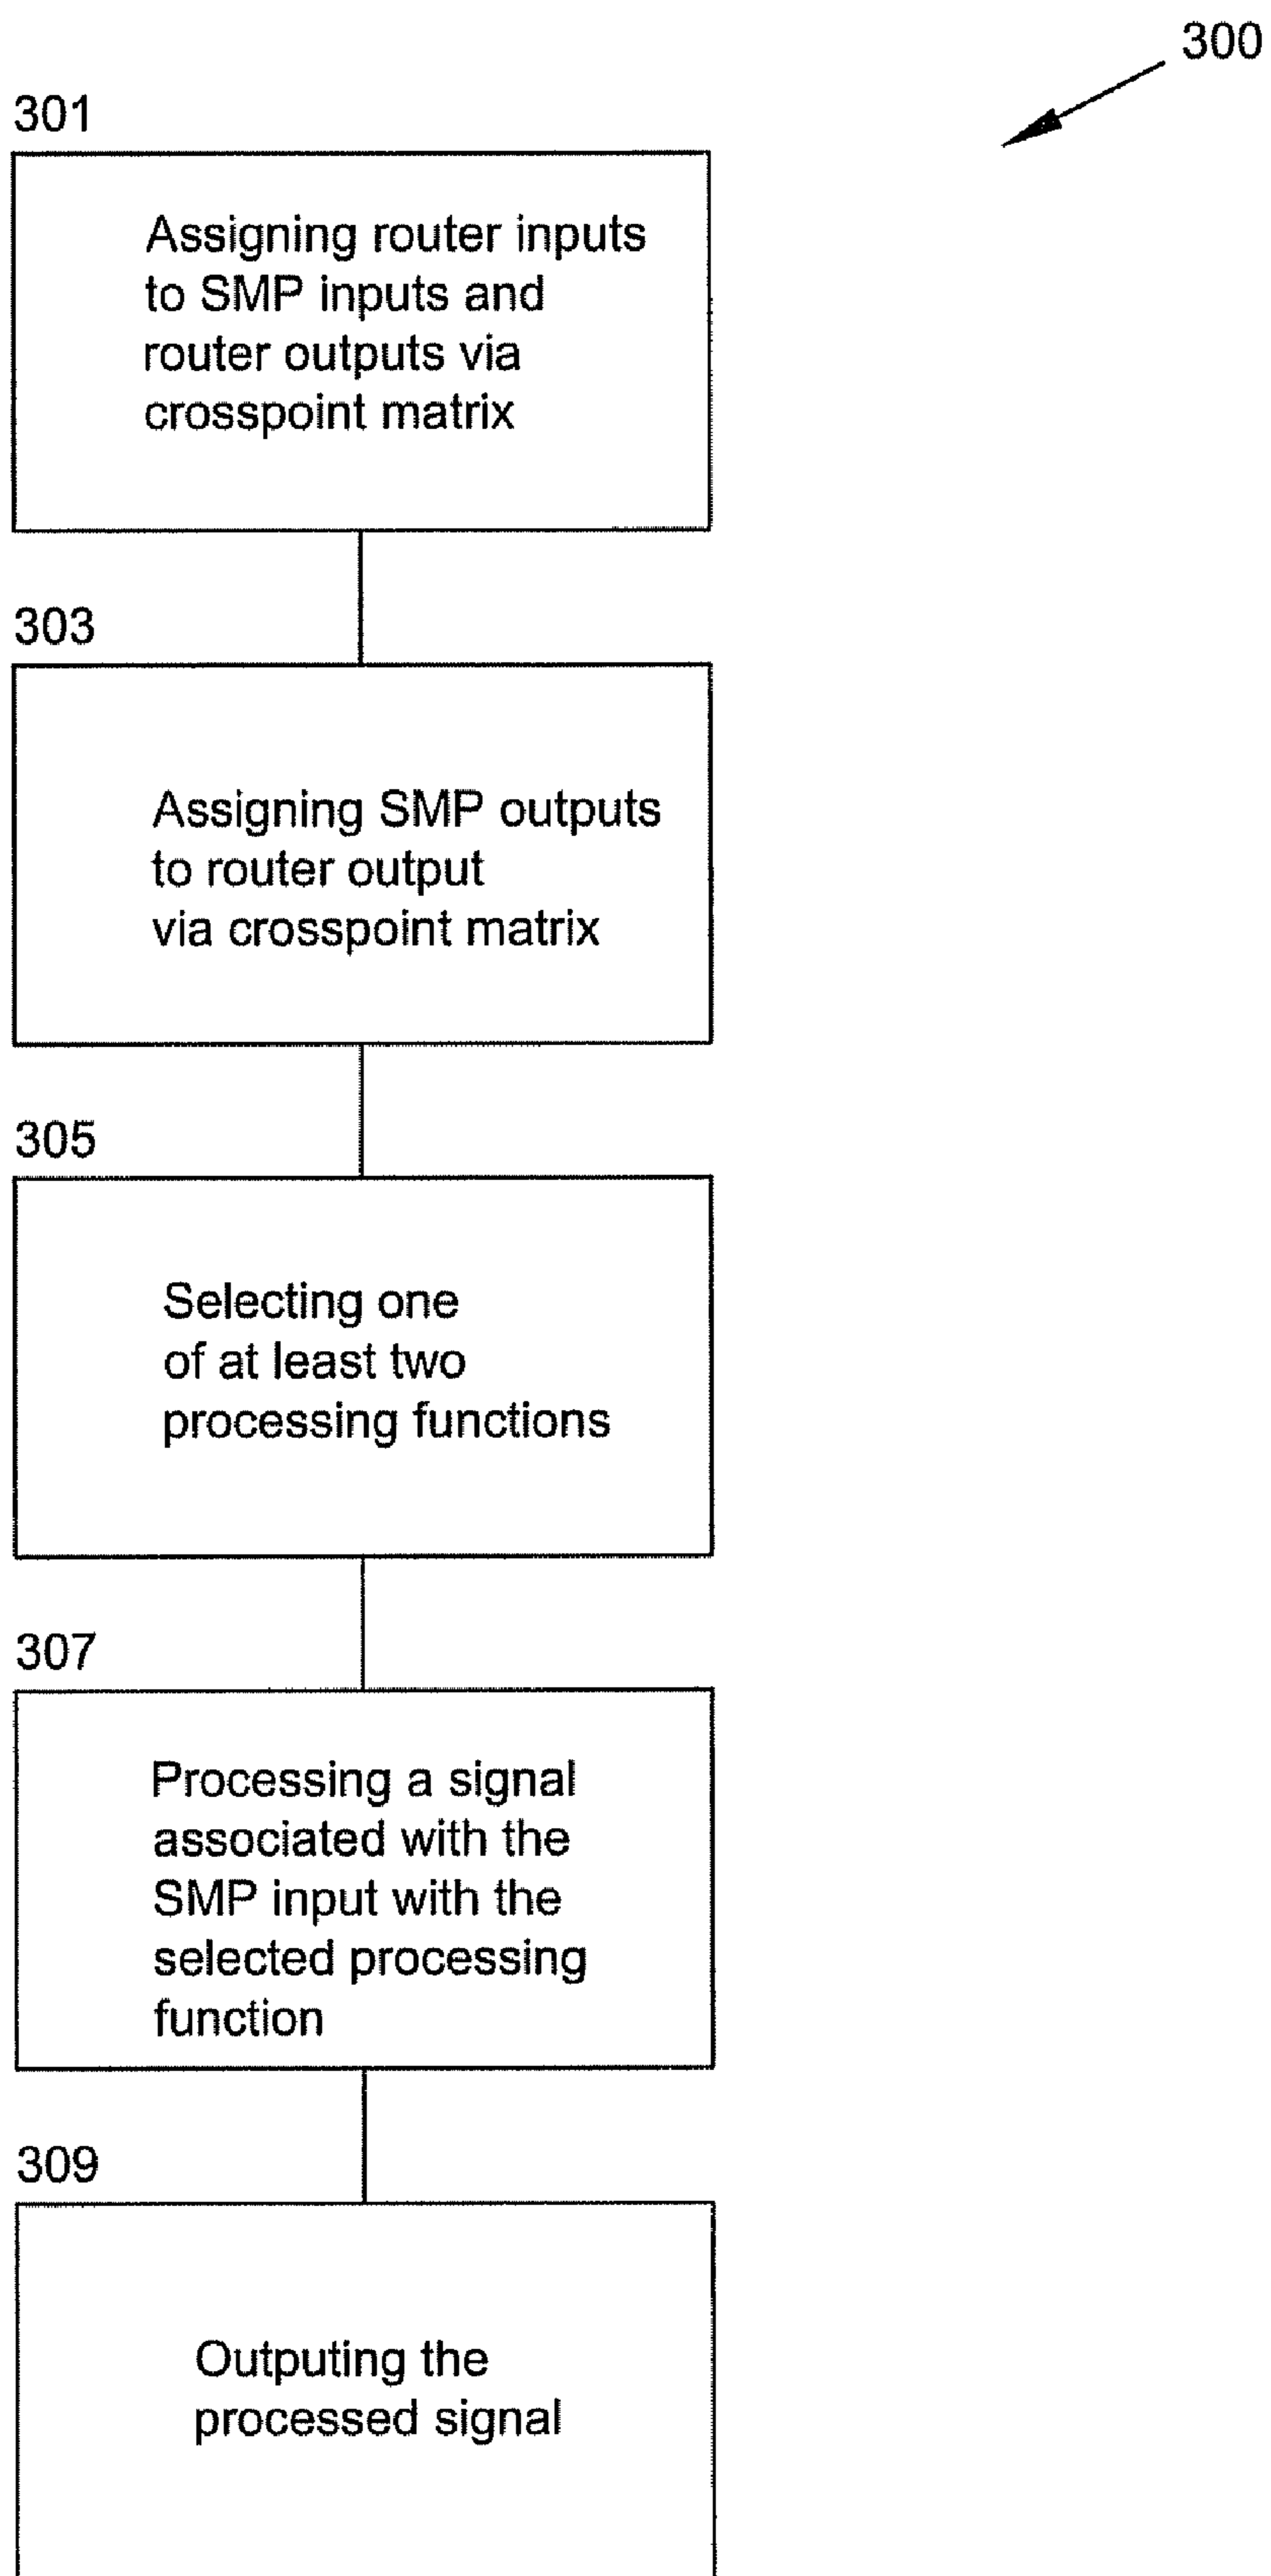 300
301
Assigning router inputs
to SMP inputs and
router outputs via
crosspoint matrix
303
Assigning SMP outputs
to router output
via crosspoint matrix
305
Selecting one
of at least two
processing functions
307
Processing a signal
associated with the
SMP input with the
selected processing
function
309
Outputing the
processed signal